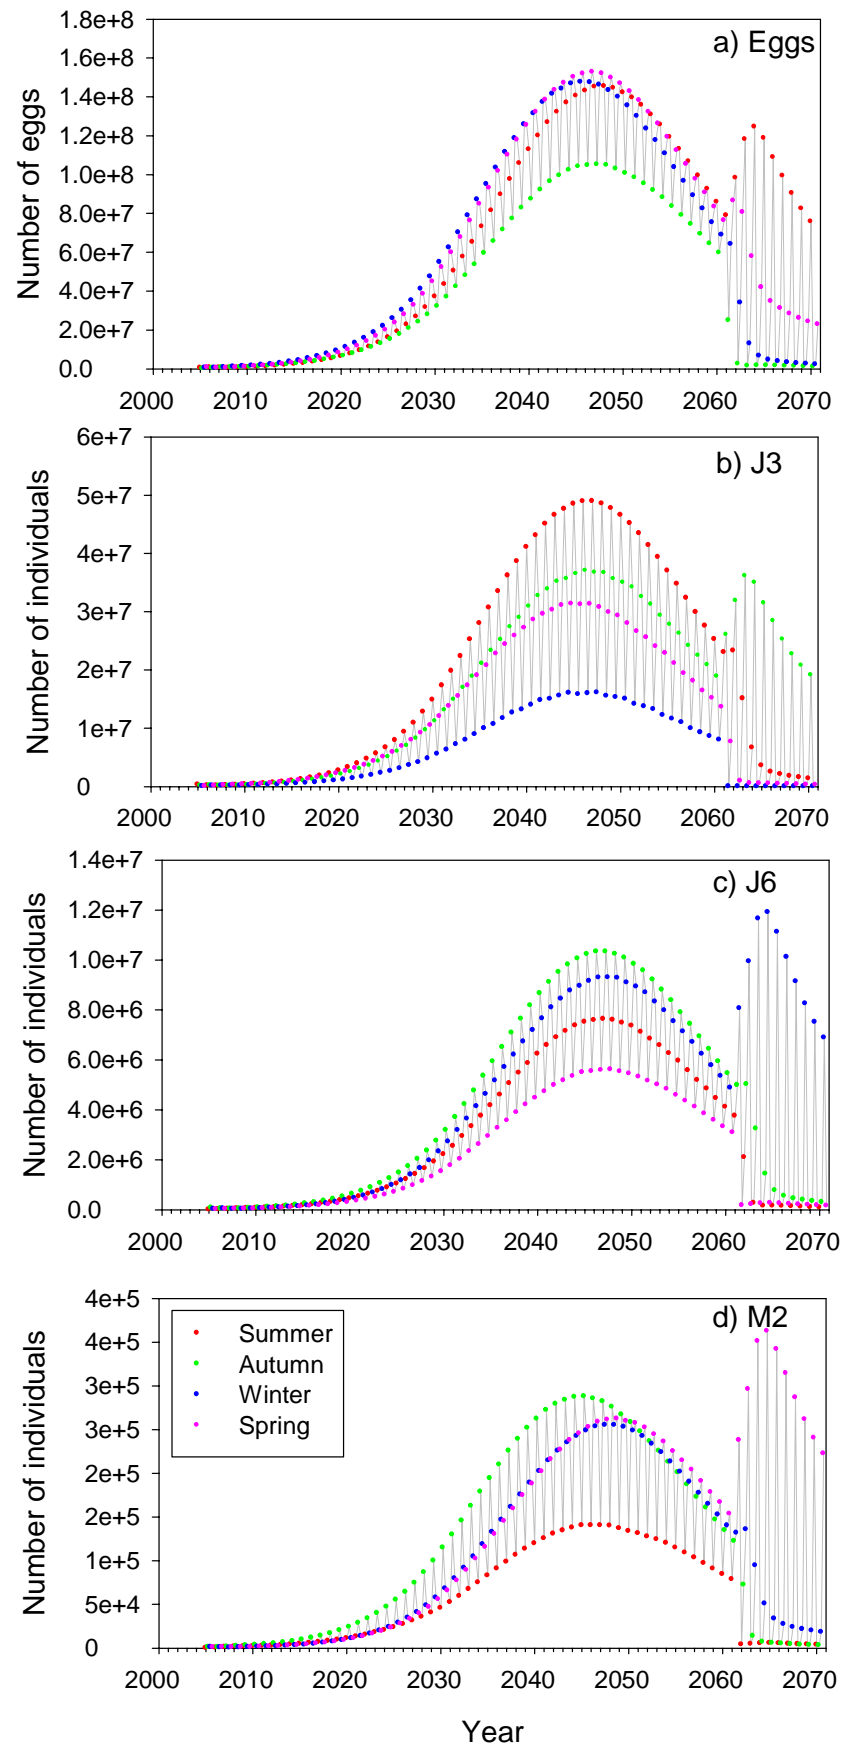 a) Eggs
Number of eggs
1.8e+8
1.6e+8
1.4e+8
1.2e+8
1.0e+8
8.0e+7
6.0e+7
4.0e+7
2.0e+7
0.0
2000 2010 2020 2030 2040 2050 2060 2070
b) J3
Number of individuals
6e+7
5e+7
4e+7
3e+7
2e+7
1e+7
0
2000 2010 2020 2030 2040 2050 2060 2070
c) J6
Number of individuals
1.4e+7
1.2e+7
1.0e+7
8.0e+6
6.0e+6
4.0e+6
2.0e+6
0.0
2000 2010 2020 2030 2040 2050 2060 2070
d) M2
Number of individuals
4e+5
4e+5
3e+5
3e+5
2e+5
2e+5
1e+5
5e+4
0
Summer
Autumn
Winter
Spring
2000 2010 2020 2030 2040 2050 2060 2070
Year